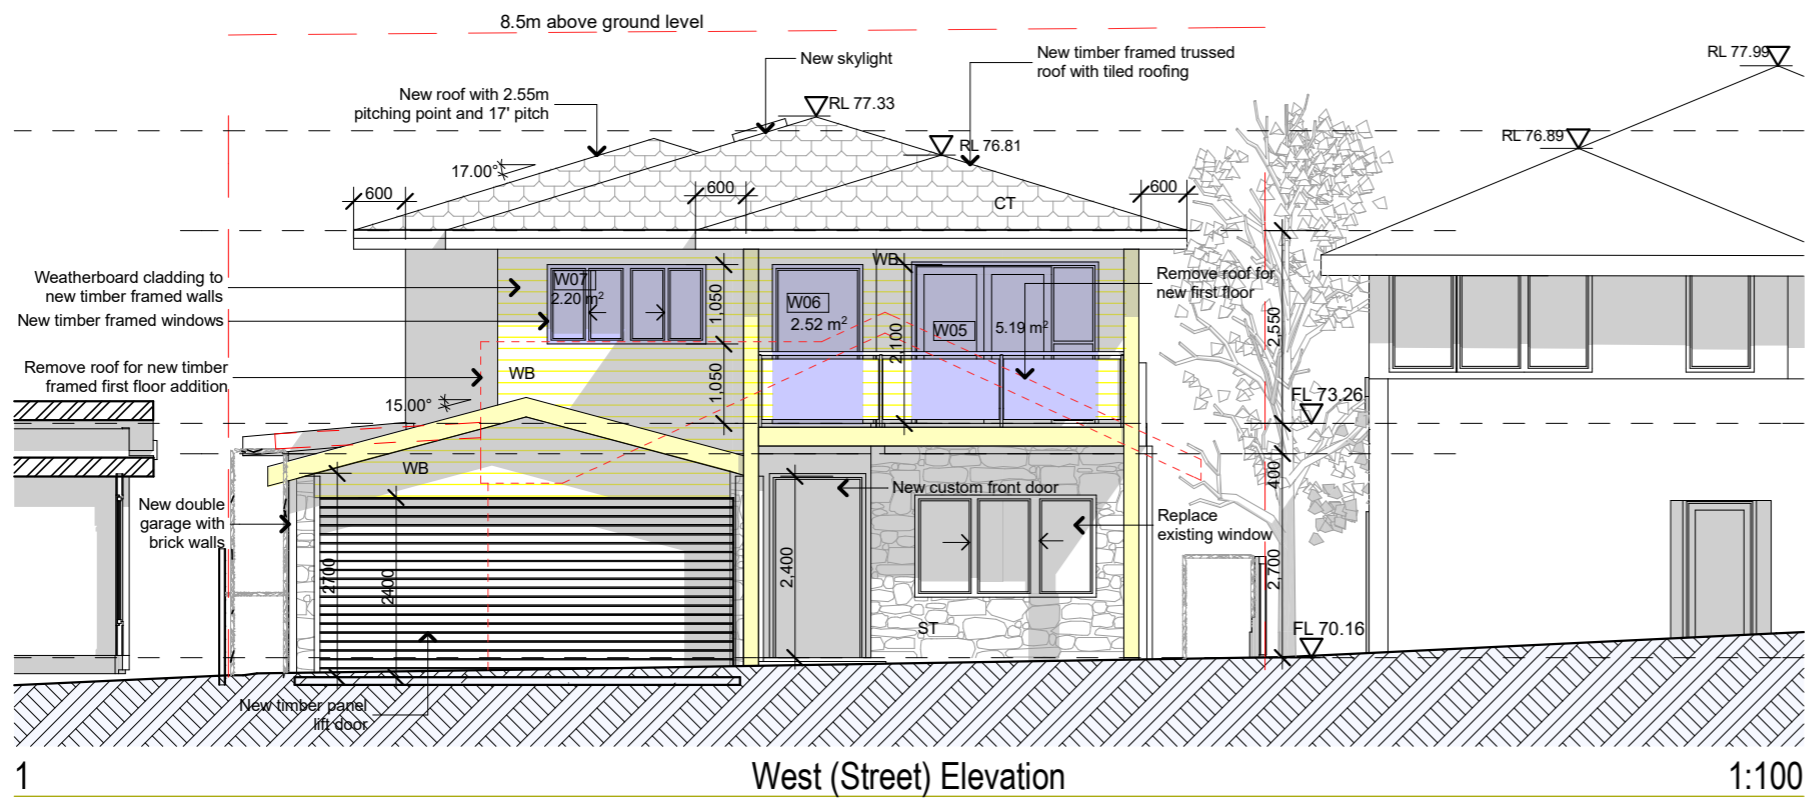 8.5m above ground level
RL 77.99
New skylight
New timber framed trussed
roof with tiled roofing
New roof with 2.55m
pitching point and 17' pitch
RL 77.33
RL 76.81
RL 76.89
17.00°
600
600
600
CT
Weatherboard cladding to
new timber framed walls
New timber framed windows
Remove roof for new timber
framed first floor addition
W07
2.20 m²
1,050
1,050
WB
W06
2.52 m²
WB
W05
5.19 m²
2,100
Remove roof for
new first floor
2,550
FL 73.26
15.00°
WB
400
New double
garage with
brick walls
2700
2400
New custom front door
2,400
Replace
existing window
2,700
ST
FL 70.16
New timber panel
lift door
1
West (Street) Elevation
1:100